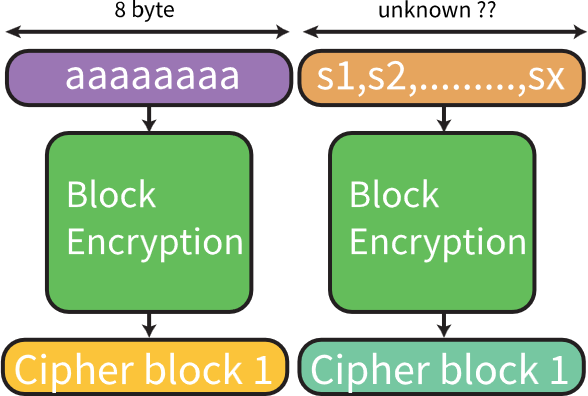 8 byte
unknown ??
aaaaaaaa
s1,s2,.........,sx
Block
Encryption
Block
Encryption
Cipher block 1
Cipher block 1